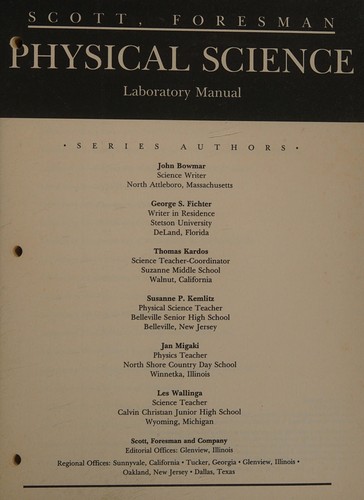 SCOTT, FORESMAN
PHYSICAL SCIENCE
Laboratory Manual
• SERIES AUTHORS •
John Bowmar
Science Writer
North Attleboro, Massachusetts
George S. Fichter
Writer in Residence
Stetson University
DeLand, Florida
Thomas Kardos
Science Teacher-Coordinator
Suzanne Middle School
Walnut, California
Susanne P. Kemlitz
Physical Science Teacher
Belleville Senior High School
Belleville, New Jersey
Jan Migaki
Physics Teacher
North Shore Country Day School
Winnetka, Illinois
Les Wallinga
Science Teacher
Calvin Christian Junior High School
Wyoming, Michigan
Scott, Foresman and Company
Editorial Offices: Glenview, Illinois
Regional Offices: Sunnyvale, California • Tucker, Georgia • Glenview, Illinois •
Oakland, New Jersey • Dallas, Texas